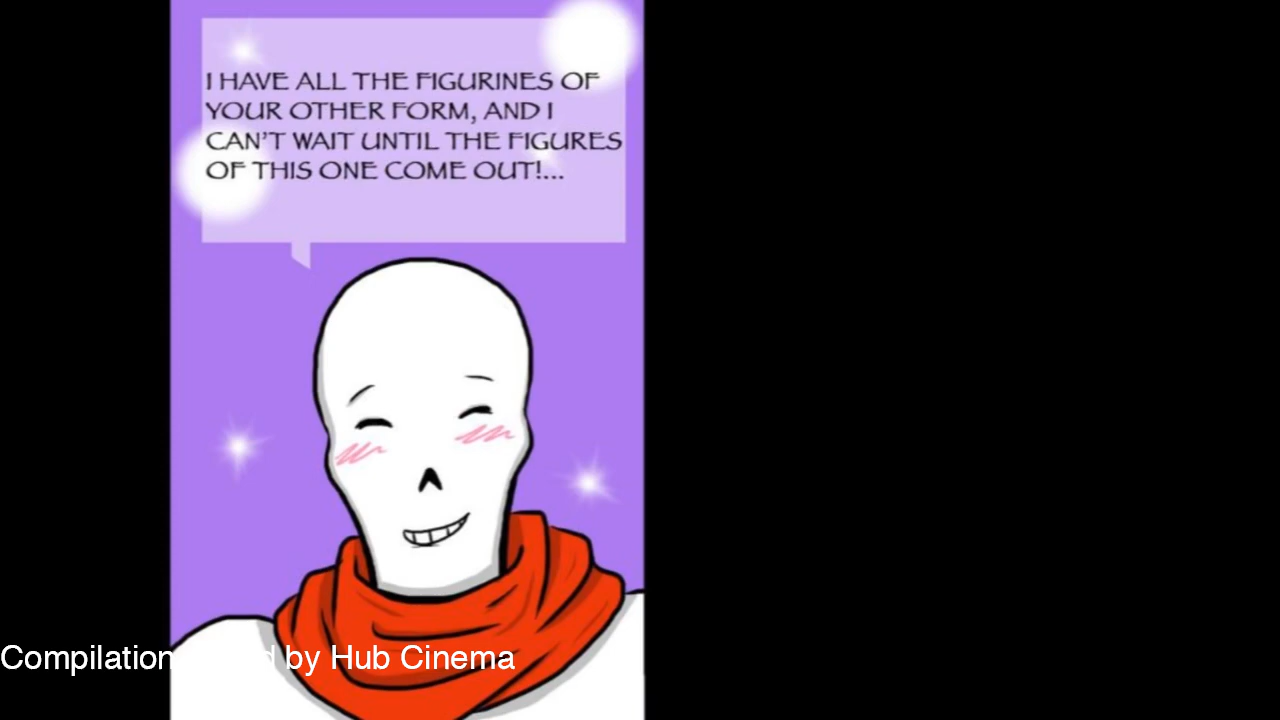 I HAVE ALL THE FIGURINES OF
YOUR OTHER FORM, AND I
CAN'T WAIT UNTIL THE FIGURES
OF THIS ONE COME OUT!...
Compilation by Hub Cinema